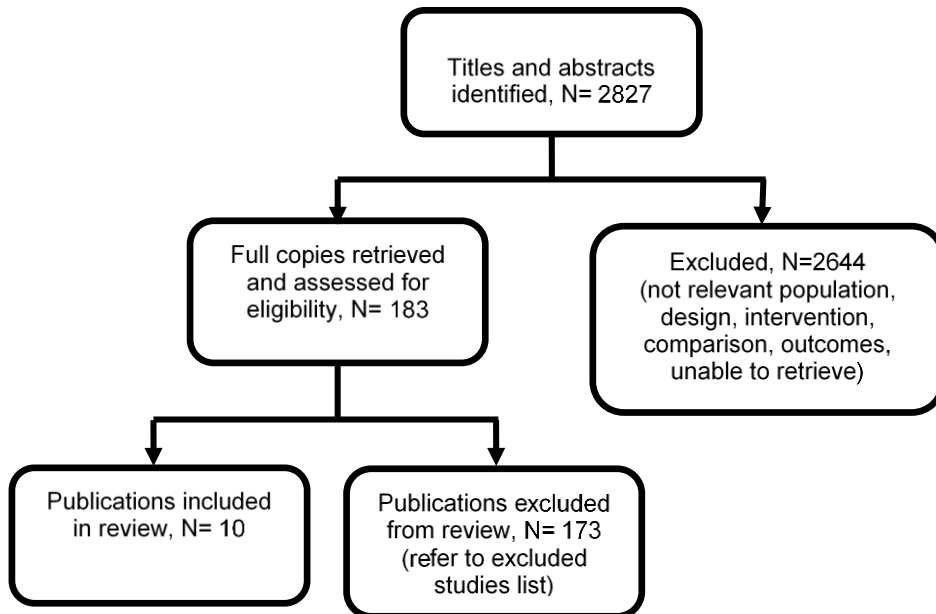 Titles and abstracts
identified, N= 2827
Full copies retrieved
and assessed for
eligibility, N= 183
Excluded, N=2644
(not relevant population,
design, intervention,
comparison, outcomes,
unable to retrieve)
Publications included
in review, N= 10
Publications excluded
from review, N= 173
(refer to excluded
studies list)